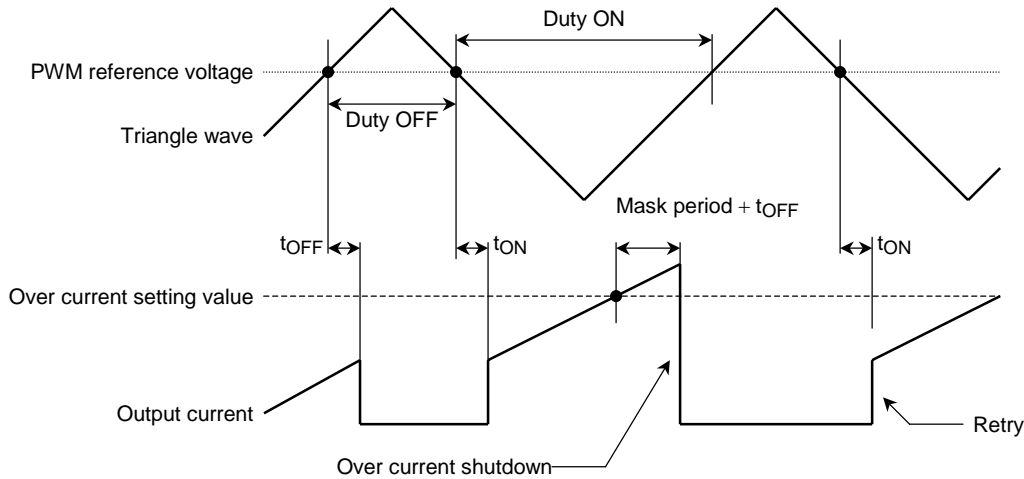 Duty ON
PWM reference voltage
Duty OFF
Triangle wave
Mask period + tOFF
tOFF
tON
tON
Over current setting value
Output current
Retry
Over current shutdown